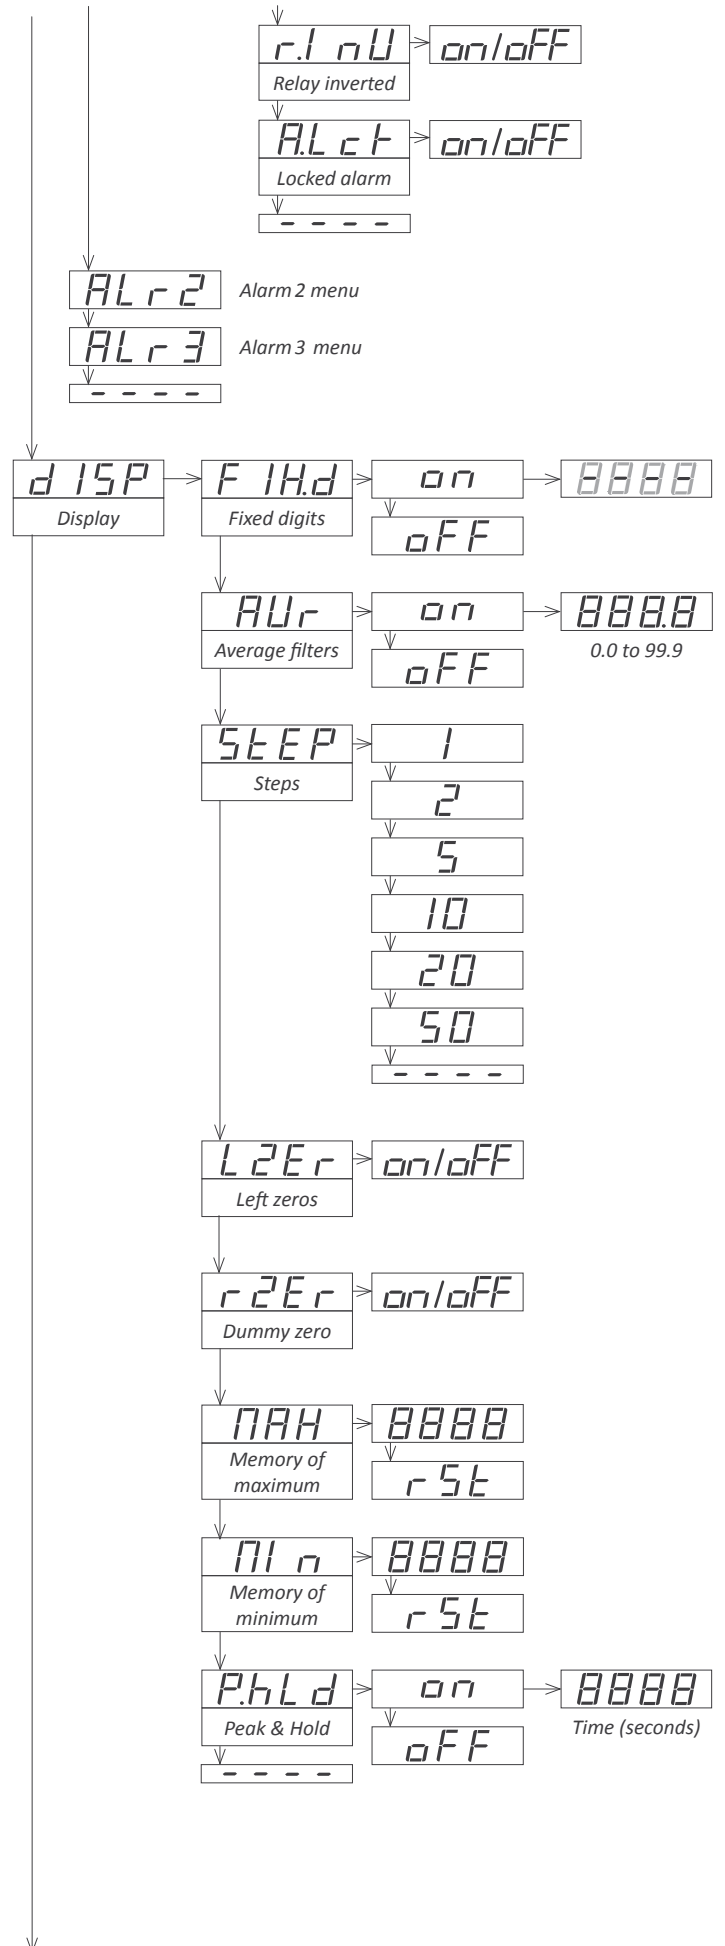 r.InU on/oFF
Relay inverted
A.Lct on/oFF
Locked alarm
- - - -
ALr2 Alarm 2 menu
ALr3 Alarm 3 menu
- - - -
dISP FIH.d on 8888
Display Fixed digits oFF
AVr on 888.8
Average filters oFF 0.0 to 99.9
StEP 1
Steps 2
5
10
20
50
- - - -
LZEr on/oFF
Left zeros
rZEr on/oFF
Dummy zero
MAH 8888
Memory of
maximum rSt
MIn 8888
Memory of
minimum rSt
P.hLd on 8888
Peak & Hold oFF Time (seconds)
- - - -